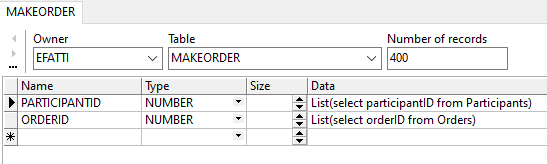 MAKEORDER
Owner Table Number of records
EFATTI MAKEORDER 400
...
Name Type Size Data
PARTICIPANTID NUMBER List(select participantID from Participants)
ORDERID NUMBER List(select orderID from Orders)